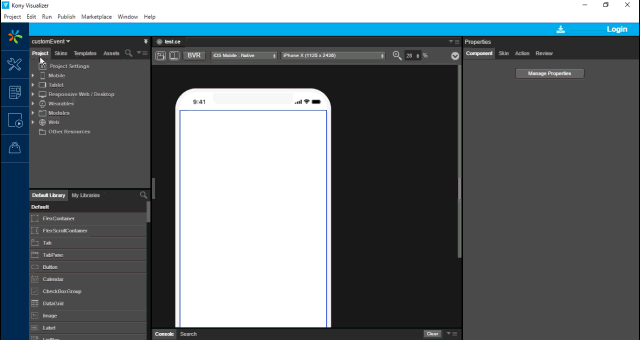 Kony Visualizer
Project Edit Run Publish Marketplace Window Help
Login
customEvent
Project Skins Templates Assets
Project Settings
Mobile
Tablet
Responsive Web / Desktop
Wearables
Modules
Web
Other Resources
Default Library My Libraries
Default
FlexContainer
FlexScrollContainer
Tab
TabPane
Button
Calendar
CheckBoxGroup
DataGrid
Image
Label
BVR iOS Mobile : Native iPhone X (1125 x 2436) 28 %
9:41
Console Search Clear
Properties
Component Skin Action Review
Manage Properties